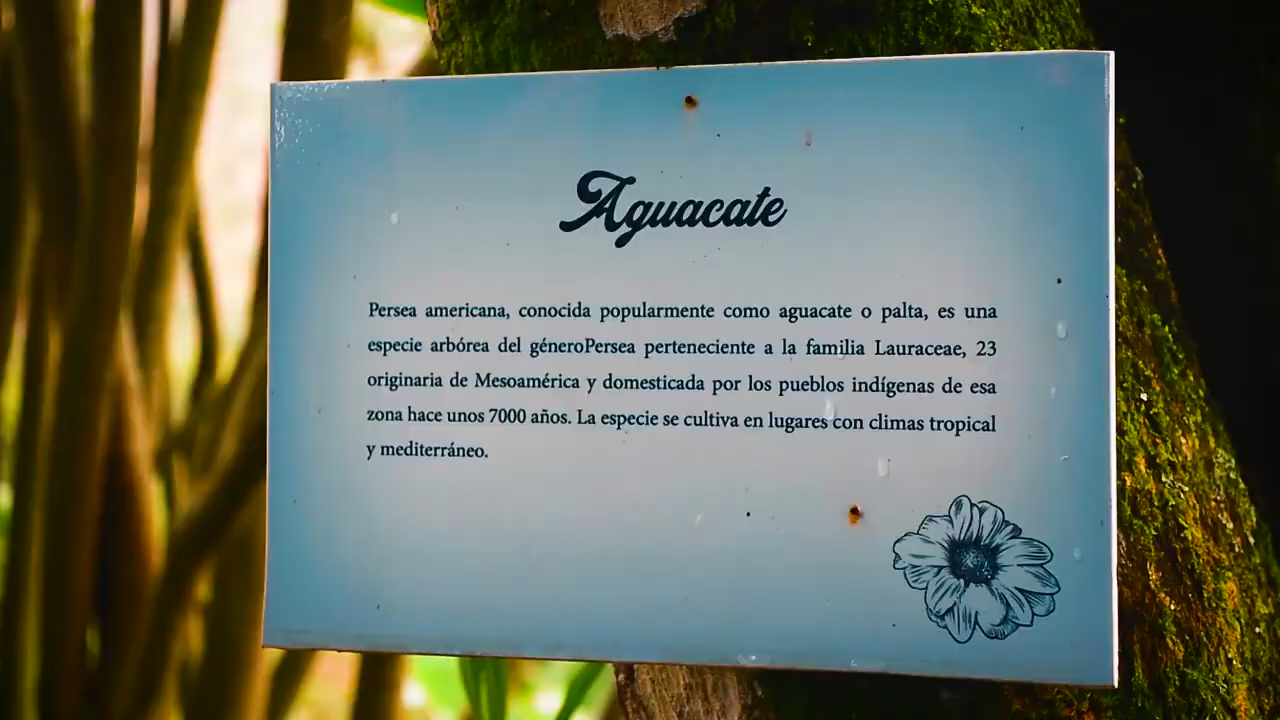 Aguacate
Persea americana, conocida popularmente como aguacate o palta, es una
especie arbórea del géneroPersea perteneciente a la familia Lauraceae, 23
originaria de Mesoamérica y domesticada por los pueblos indígenas de esa
zona hace unos 7000 años. La especie se cultiva en lugares con climas tropical
y mediterráneo.